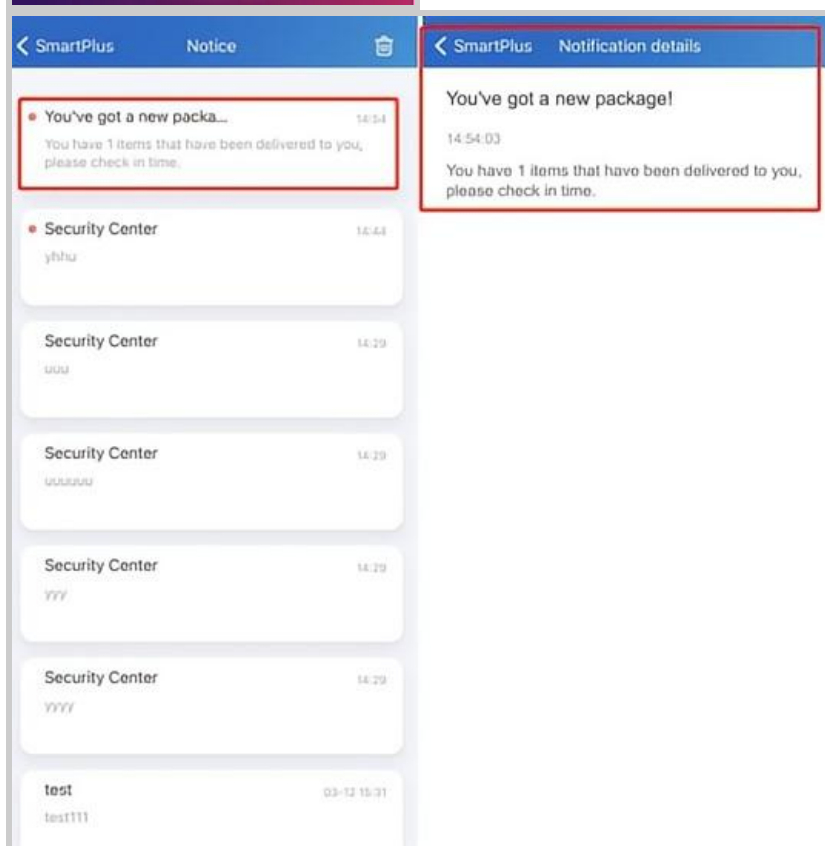 SmartPlus Notice
You've got a new packa... 14:54
You have 1 items that have been delivered to you,
please check in time.
Security Center 14:44
yhhu
Security Center 14:29
uuu
Security Center 14:29
uuuuuu
Security Center 14:29
yyy
Security Center 14:29
yyyy
test 03-12 15:31
test111
SmartPlus Notification details
You've got a new package!
14:54:03
You have 1 items that have been delivered to you,
please check in time.